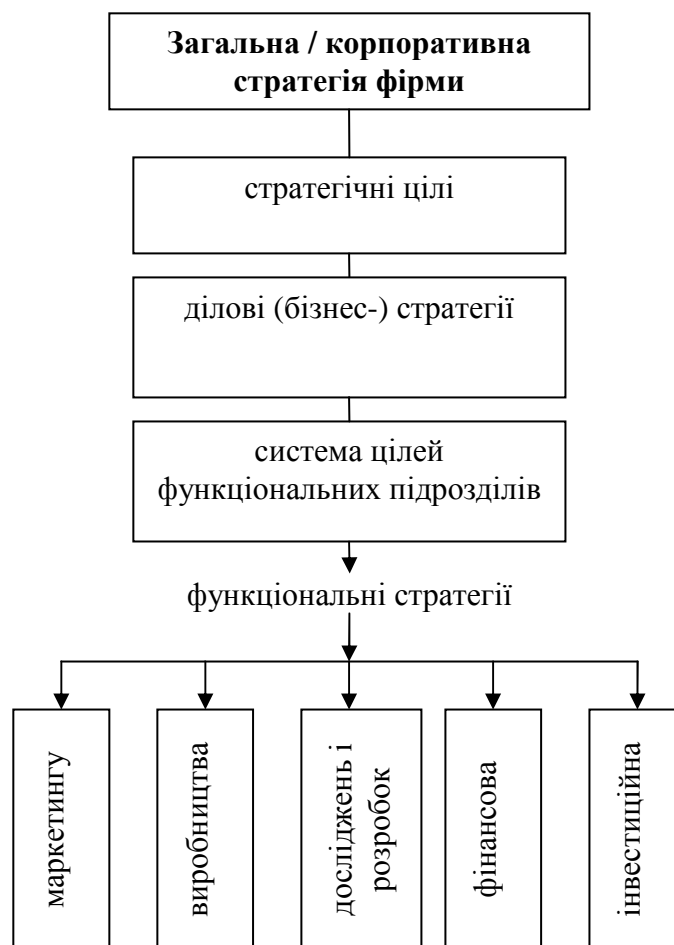 Загальна / корпоративна
стратегія фірми
стратегічні цілі
ділові (бізнес-) стратегії
система цілей
функціональних підрозділів
функціональні стратегії
маркетингу
виробництва
досліджень і
розробок
фінансова
інвестиційна